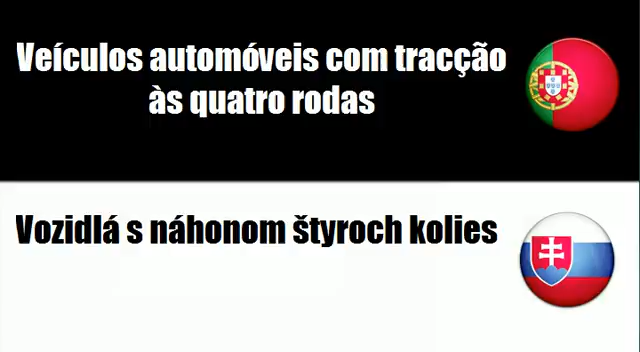 Veículos automóveis com tracção
às quatro rodas
Vozidlá s náhonom štyroch kolies